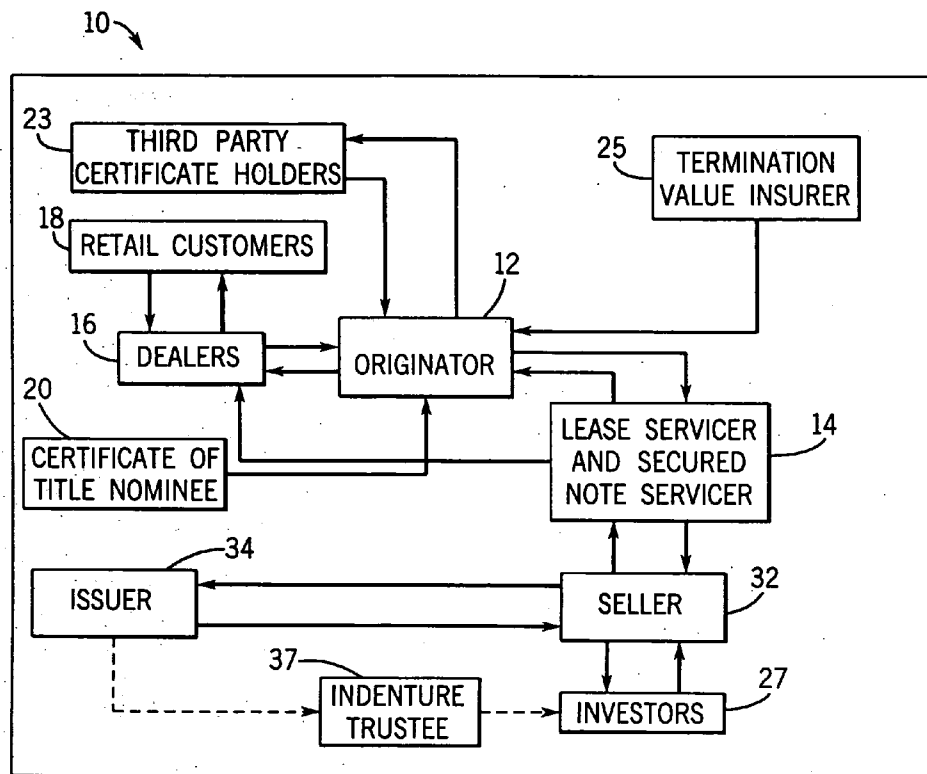 10
23
THIRD PARTY
CERTIFICATE HOLDERS
25
TERMINATION
VALUE INSURER
18
RETAIL CUSTOMERS
12
16
DEALERS
ORIGINATOR
20
CERTIFICATE OF
TITLE NOMINEE
LEASE SERVICER
AND SECURED
NOTE SERVICER
14
34
ISSUER
SELLER
32
37
INDENTURE
TRUSTEE
INVESTORS
27